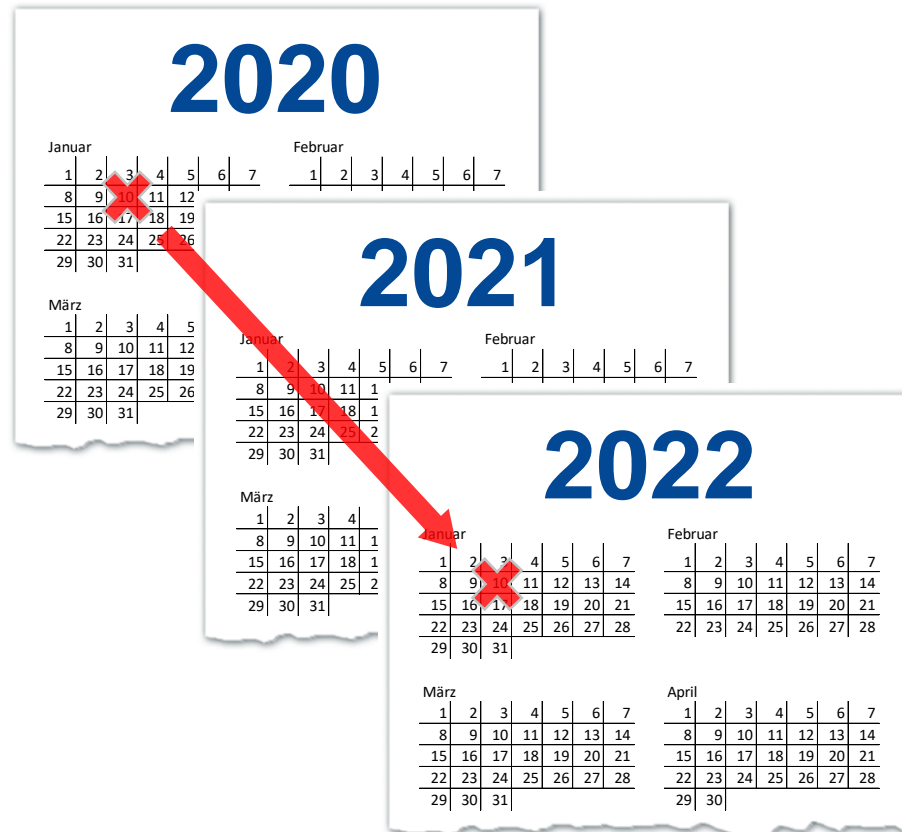 2020
Januar Februar
1 2 3 4 5 6 7 1 2 3 4 5 6 7
8 9 10 11 12
15 16 17 18 19
22 23 24 25 26
29 30 31
März
1 2 3 4 5
8 9 10 11 12
15 16 17 18 19
22 23 24 25 26
29 30 31
2021
Januar Februar
1 2 3 4 5 6 7 1 2 3 4 5 6 7
8 9 10 11 1
15 16 17 18 1
22 23 24 25 2
29 30 31
März
1 2 3 4
8 9 10 11 1
15 16 17 18 1
22 23 24 25 2
29 30 31
2022
Januar Februar
1 2 3 4 5 6 7 1 2 3 4 5 6 7
8 9 10 11 12 13 14 8 9 10 11 12 13 14
15 16 17 18 19 20 21 15 16 17 18 19 20 21
22 23 24 25 26 27 28 22 23 24 25 26 27 28
29 30 31
März April
1 2 3 4 5 6 7 1 2 3 4 5 6 7
8 9 10 11 12 13 14 8 9 10 11 12 13 14
15 16 17 18 19 20 21 15 16 17 18 19 20 21
22 23 24 25 26 27 28 22 23 24 25 26 27 28
29 30 31 29 30